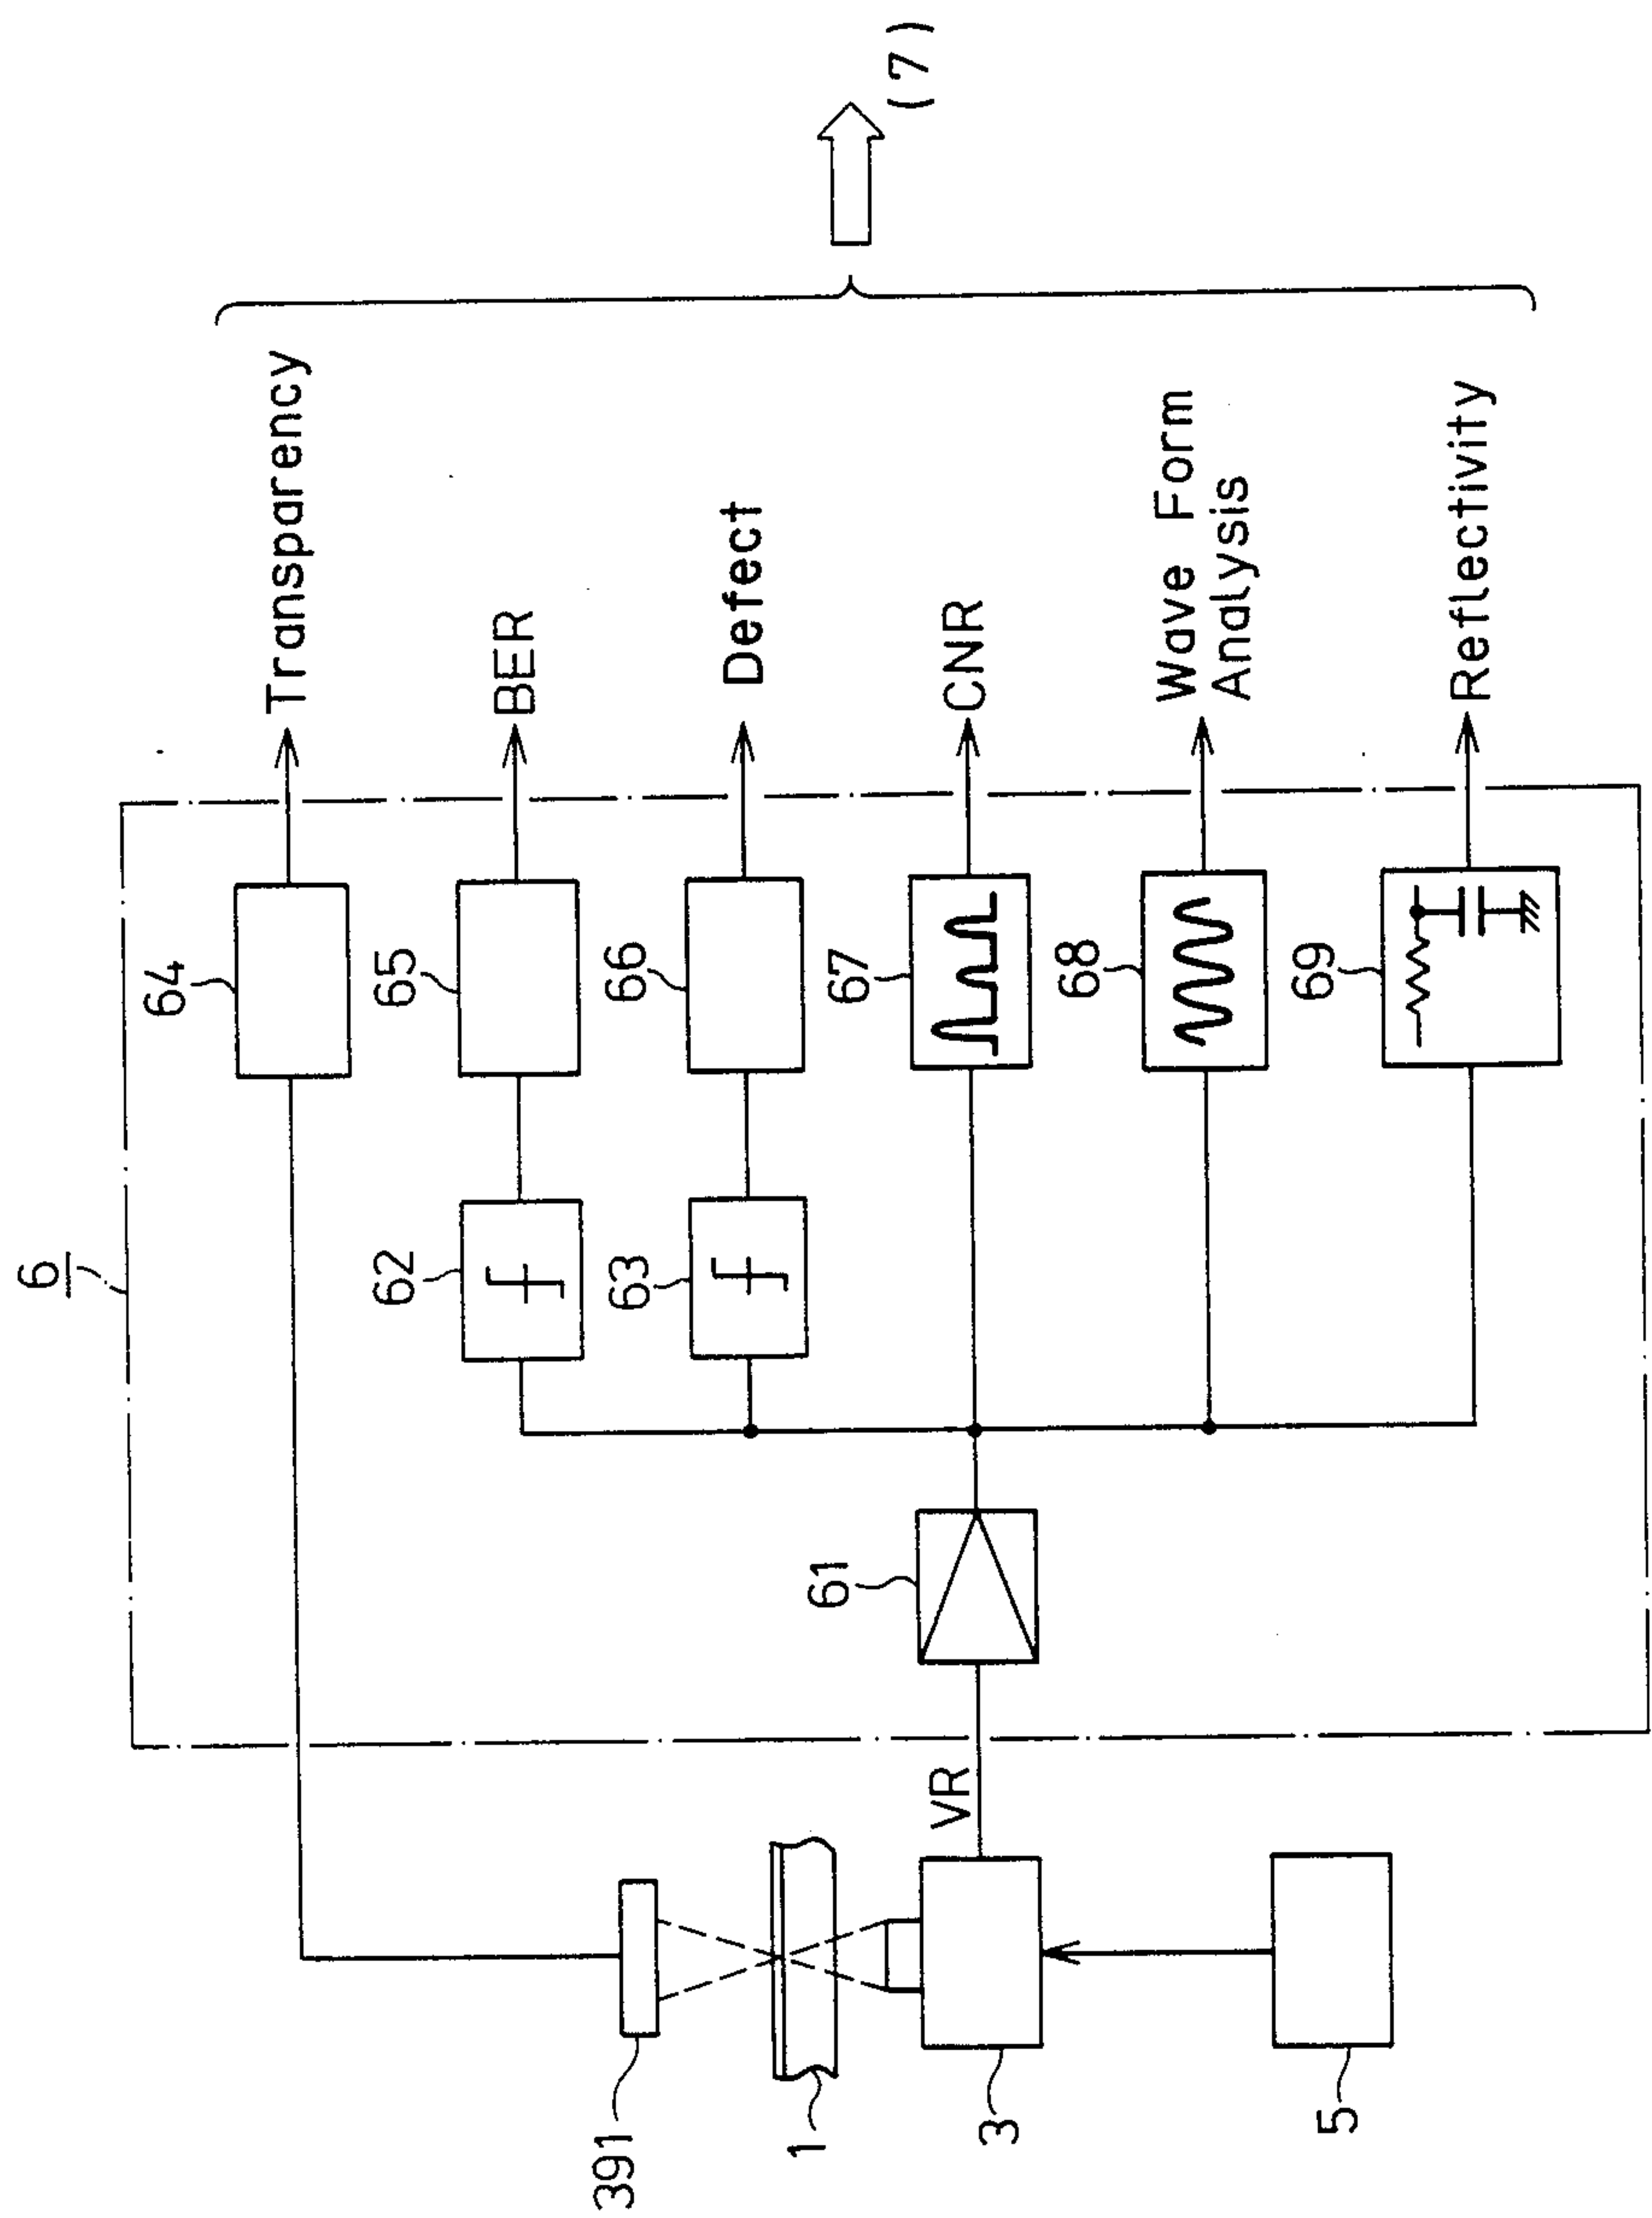 6
64
Transparency
62
65
BER
63
66
Defect
61
67
CNR
68
Wave Form
Analysis
69
Reflectivity
(7)
391
1
VR
3
5